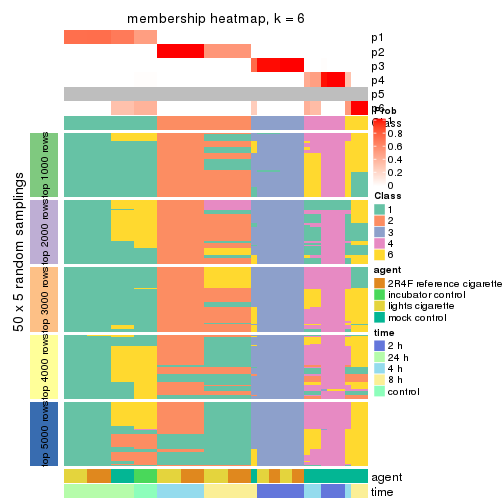 membership heatmap, k = 6
p1
p2
p3
p4
p5
p6
Prob
1
0.8
0.6
0.4
0.2
0
Class
Class
1
2
3
4
6
agent
2R4F reference cigarette
incubator control
lights cigarette
mock control
time
2 h
24 h
4 h
8 h
control
50 x 5 random samplings
top 1000 rows
top 2000 rows
top 3000 rows
top 4000 rows
top 5000 rows
agent
time